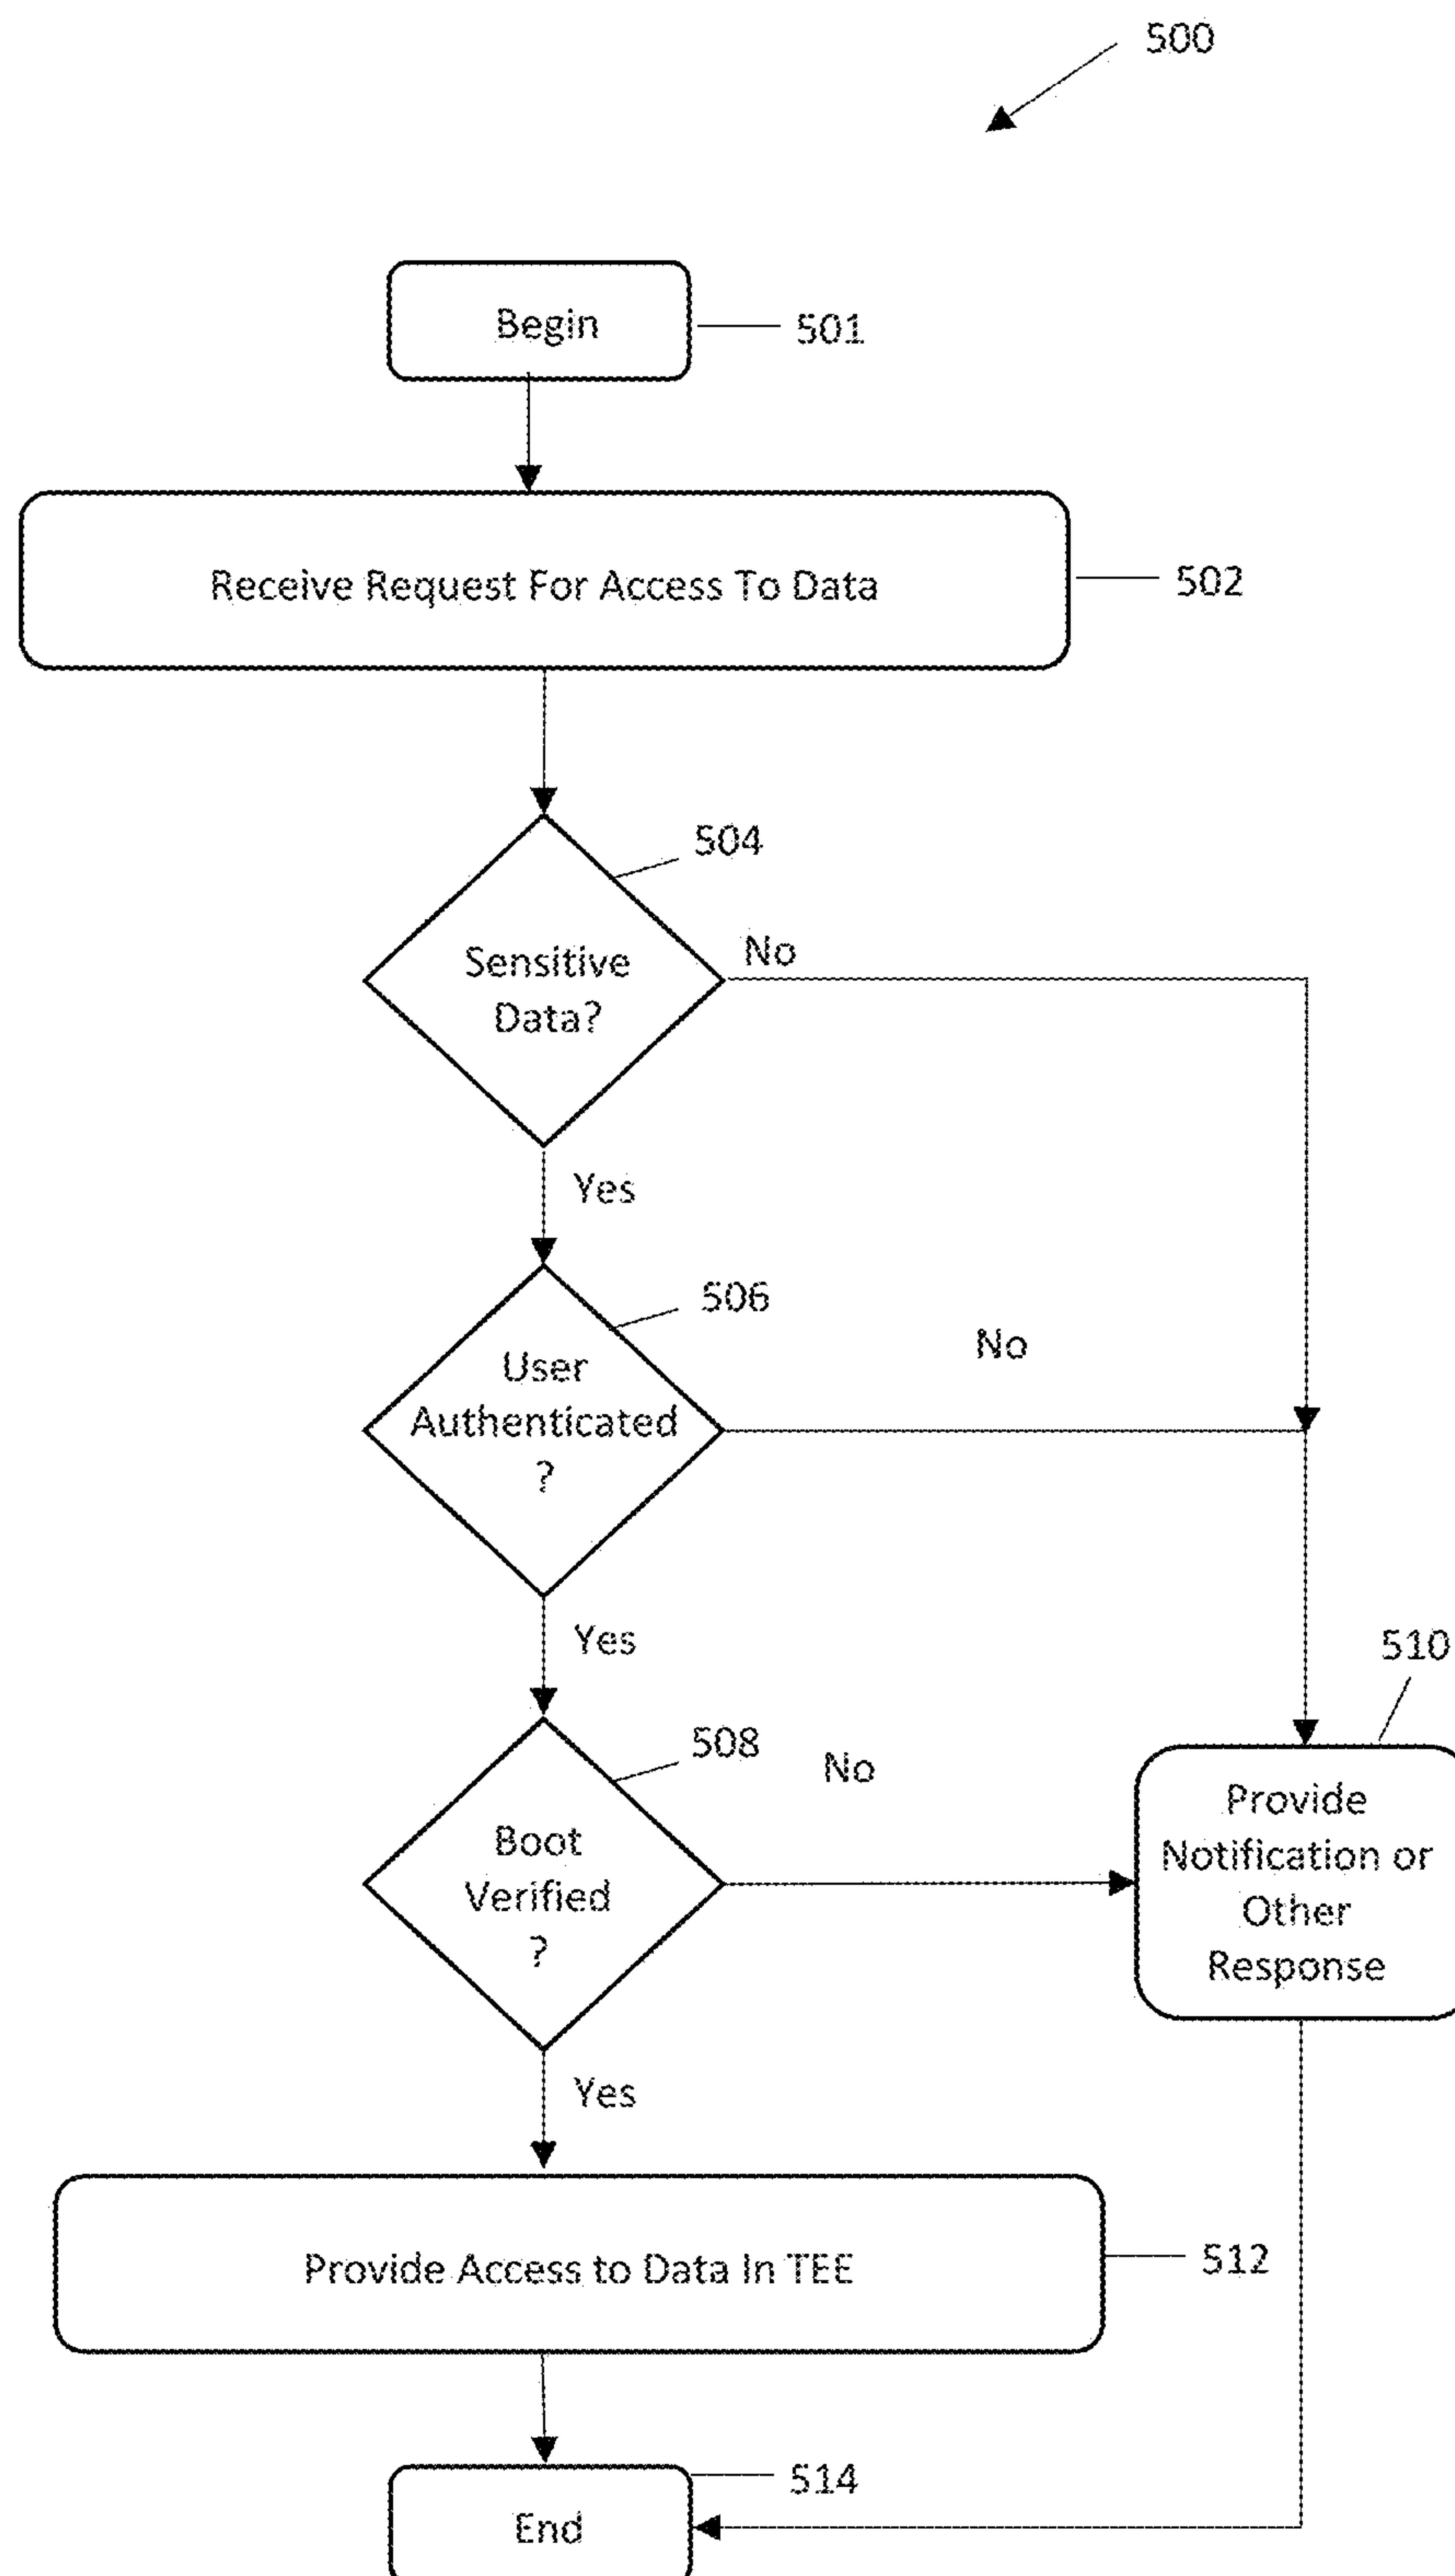 500
Begin
501
Receive Request For Access To Data
502
504
Sensitive
Data?
No
Yes
506
User
Authenticated
?
No
Yes
508
Boot
Verified
?
No
510
Provide
Notification or
Other
Response
Yes
Provide Access to Data In TEE
512
514
End